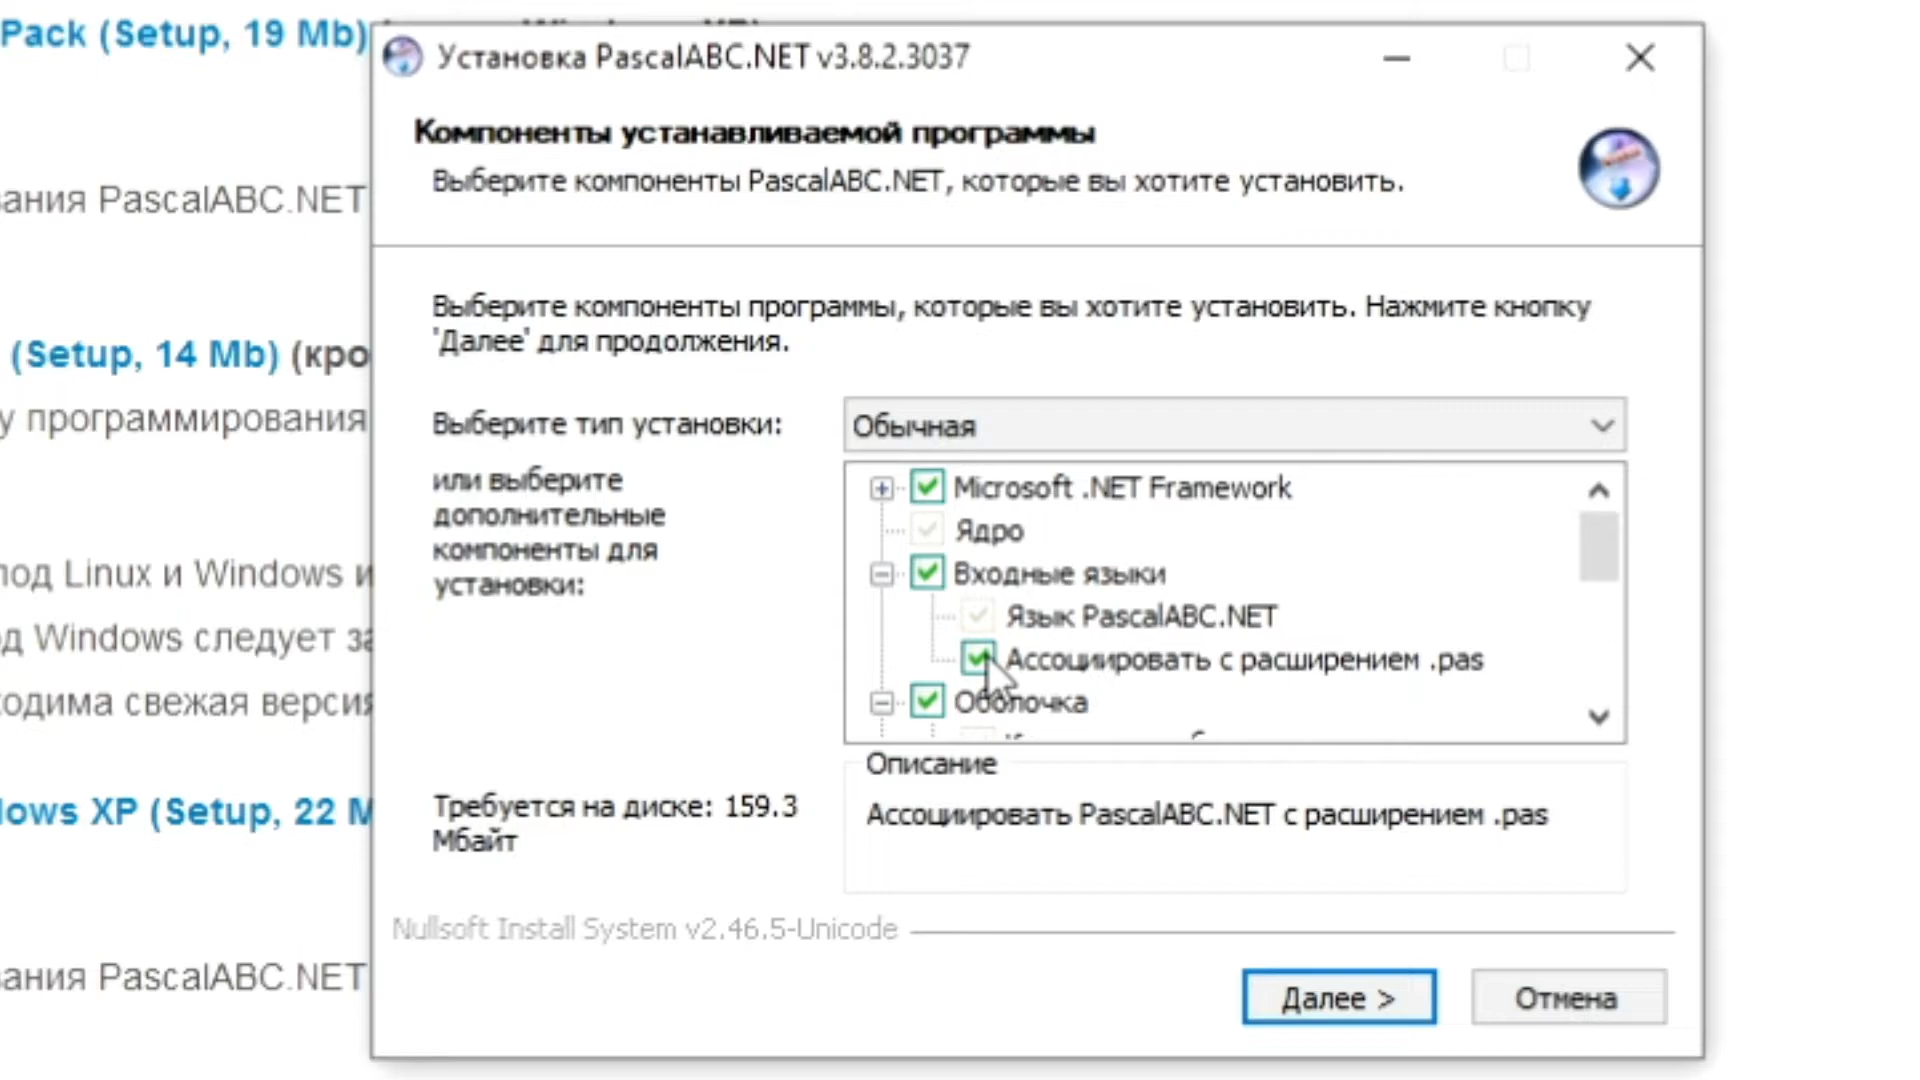 Pack (Setup, 19 Mb)
Установка PascalABC.NET v3.8.2.3037
Компоненты устанавливаемой программы
Выберите компоненты PascalABC.NET, которые вы хотите установить.
ания PascalABC.NET
Выберите компоненты программы, которые вы хотите установить. Нажмите кнопку
'Далее' для продолжения.
(Setup, 14 Mb) (кро
у программирования
Выберите тип установки:
Обычная
или выберите
дополнительные
компоненты для
установки:
Microsoft .NET Framework
Ядро
Входные языки
Язык PascalABC.NET
Ассоциировать с расширением .pas
Оболочка
под Linux и Windows и
од Windows следует за
ходима свежая версия
Описание
Ассоциировать PascalABC.NET с расширением .pas
Требуется на диске: 159.3
Мбайт
dows XP (Setup, 22 M
Nullsoft Install System v2.46.5-Unicode
вания PascalABC.NET
Далее >
Отмена